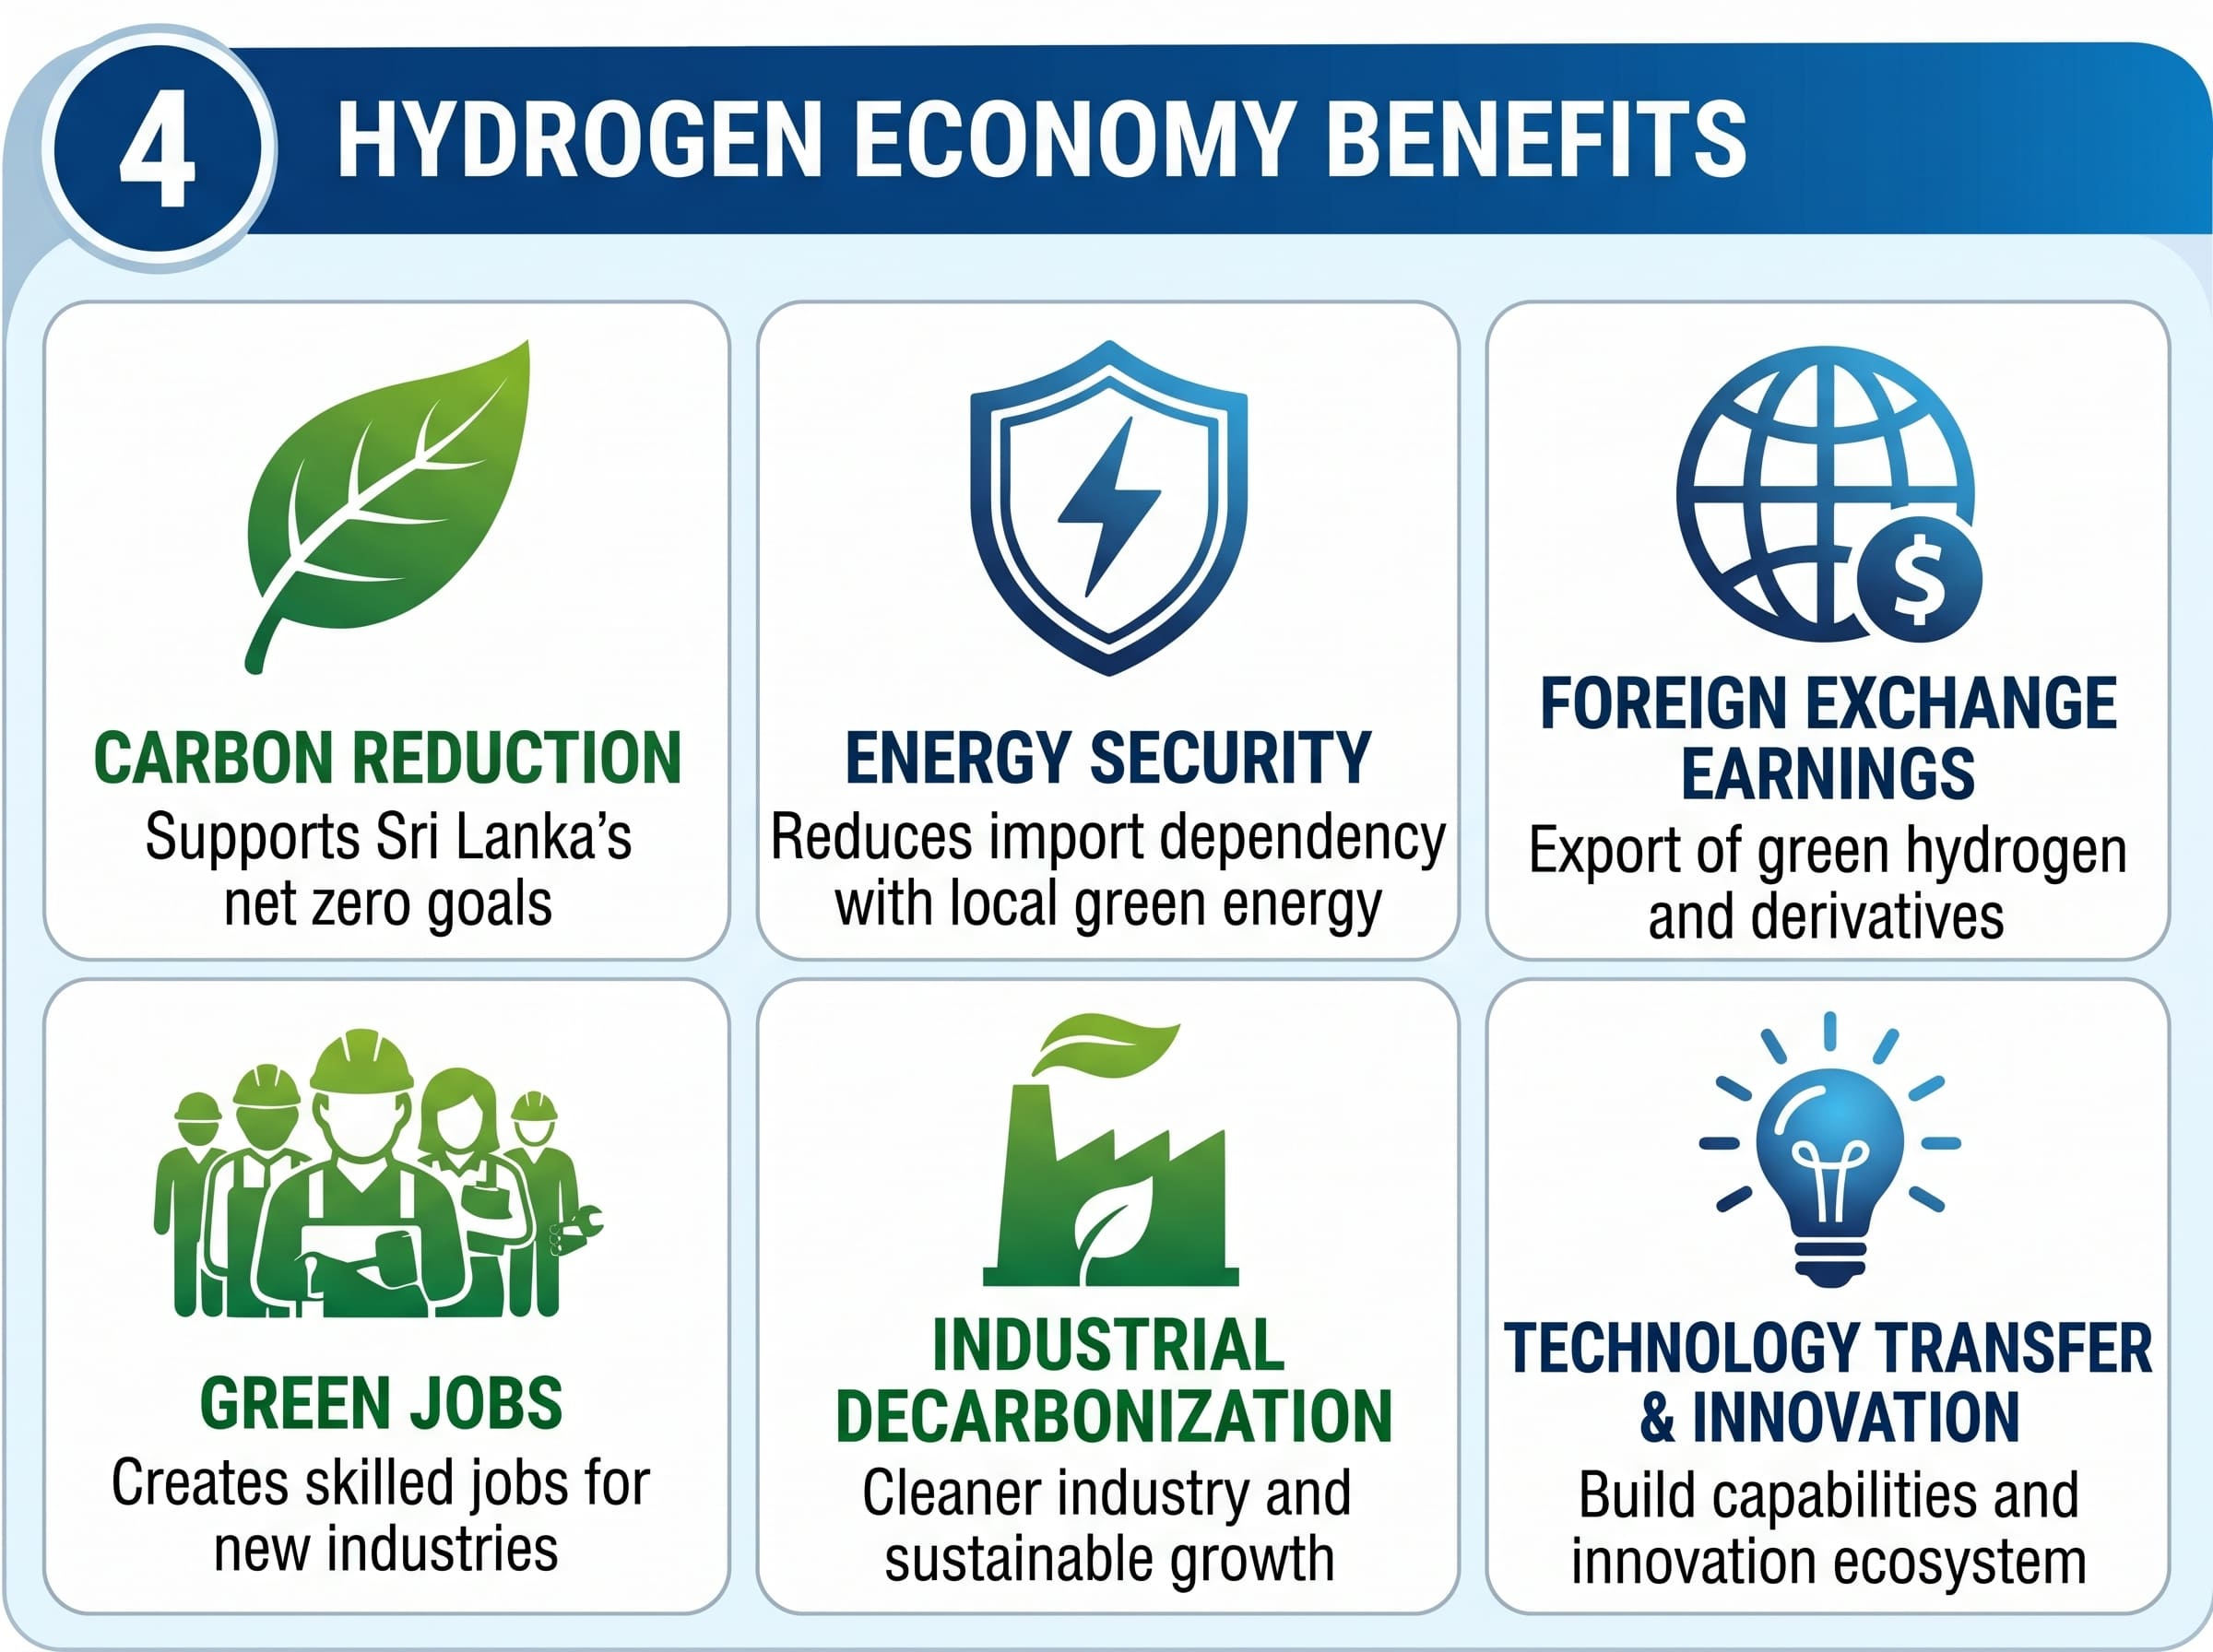 4
HYDROGEN ECONOMY BENEFITS
CARBON REDUCTION
Supports Sri Lanka’s
net zero goals
ENERGY SECURITY
Reduces import dependency
with local green energy
$
FOREIGN EXCHANGE
EARNINGS
Export of green hydrogen
and derivatives
GREEN JOBS
Creates skilled jobs for
new industries
INDUSTRIAL
DECARBONIZATION
Cleaner industry and
sustainable growth
TECHNOLOGY TRANSFER
& INNOVATION
Build capabilities and
innovation ecosystem